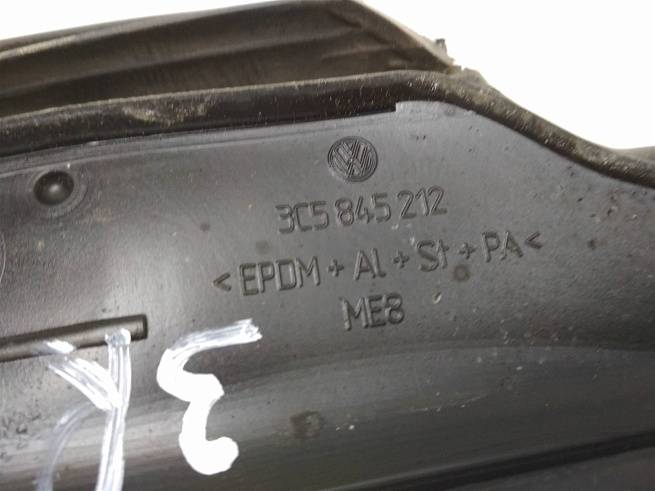 3C5 845 212
<EPDM + Al + St + PA<
ME8